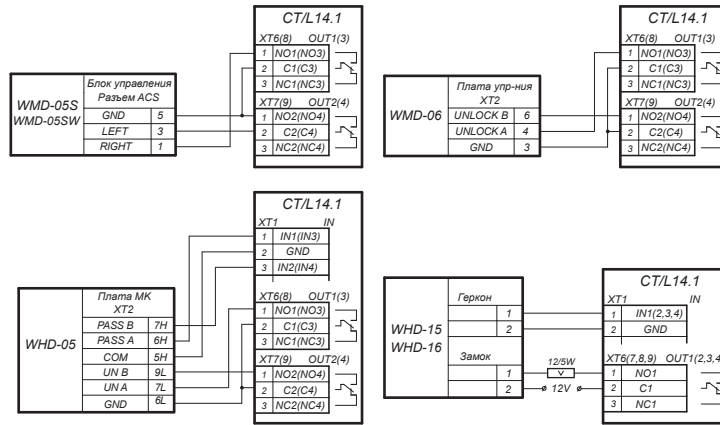 CT/L14.1
XT6(8) OUT1(3)
1 NO1(NO3)
2 C1(C3)
3 NC1(NC3)
XT7(9) OUT2(4)
1 NO2(NO4)
2 C2(C4)
3 NC2(NC4)
WMD-05S
WMD-05SW
Блок управления
Разъем ACS
GND 5
LEFT 3
RIGHT 1
CT/L14.1
XT6(8) OUT1(3)
1 NO1(NO3)
2 C1(C3)
3 NC1(NC3)
XT7(9) OUT2(4)
1 NO2(NO4)
2 C2(C4)
3 NC2(NC4)
WMD-06
Плата упр-ния
XT2
UNLOCK B 6
UNLOCK A 4
GND 3
CT/L14.1
XT1 IN
1 IN1(IN3)
2 GND
3 IN2(IN4)
XT6(8) OUT1(3)
1 NO1(NO3)
2 C1(C3)
3 NC1(NC3)
XT7(9) OUT2(4)
1 NO2(NO4)
2 C2(C4)
3 NC2(NC4)
WHD-05
Плата МК
XT2
PASS B 7H
PASS A 6H
COM 5H
UN B 9L
UN A 7L
GND 6L
WHD-15
WHD-16
Геркон
1
2
Замок
1
2
12/5W
12V
CT/L14.1
XT1 IN
1 IN1(2,3,4)
2 GND
XT6(7,8,9) OUT1(2,3,4
1 NO1
2 C1
3 NC1